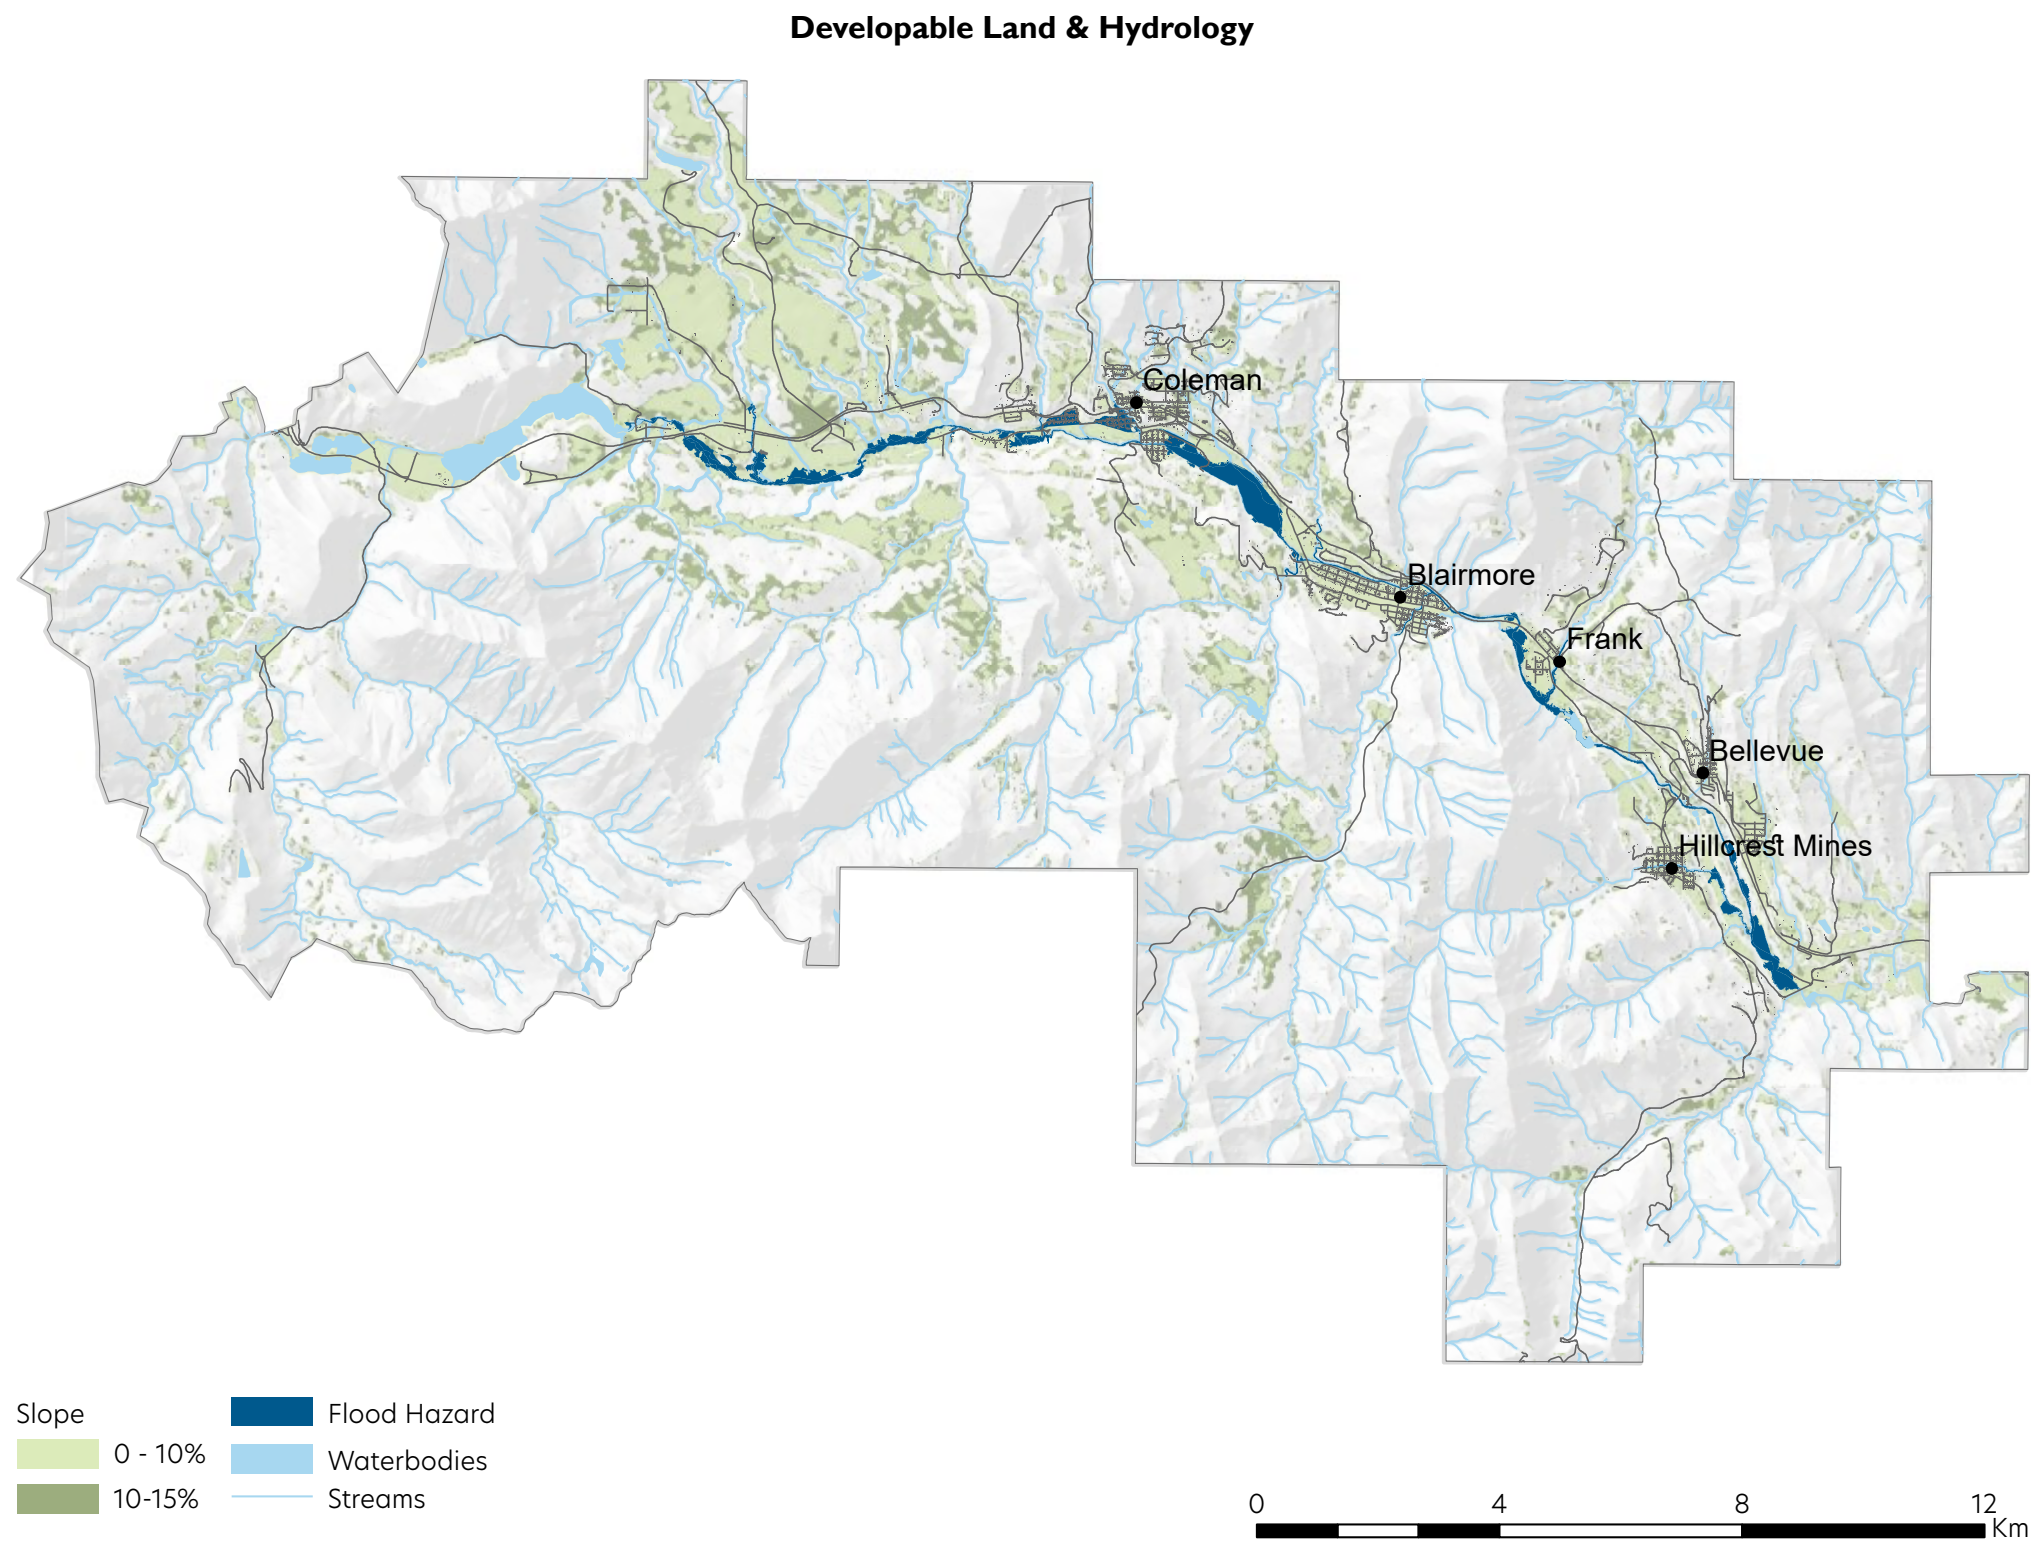 Developable Land & Hydrology
Coleman
Blairmore
Frank
Bellevue
Hillcrest Mines
Slope
0 - 10%
10-15%
Flood Hazard
Waterbodies
Streams
0 4 8 12
Km